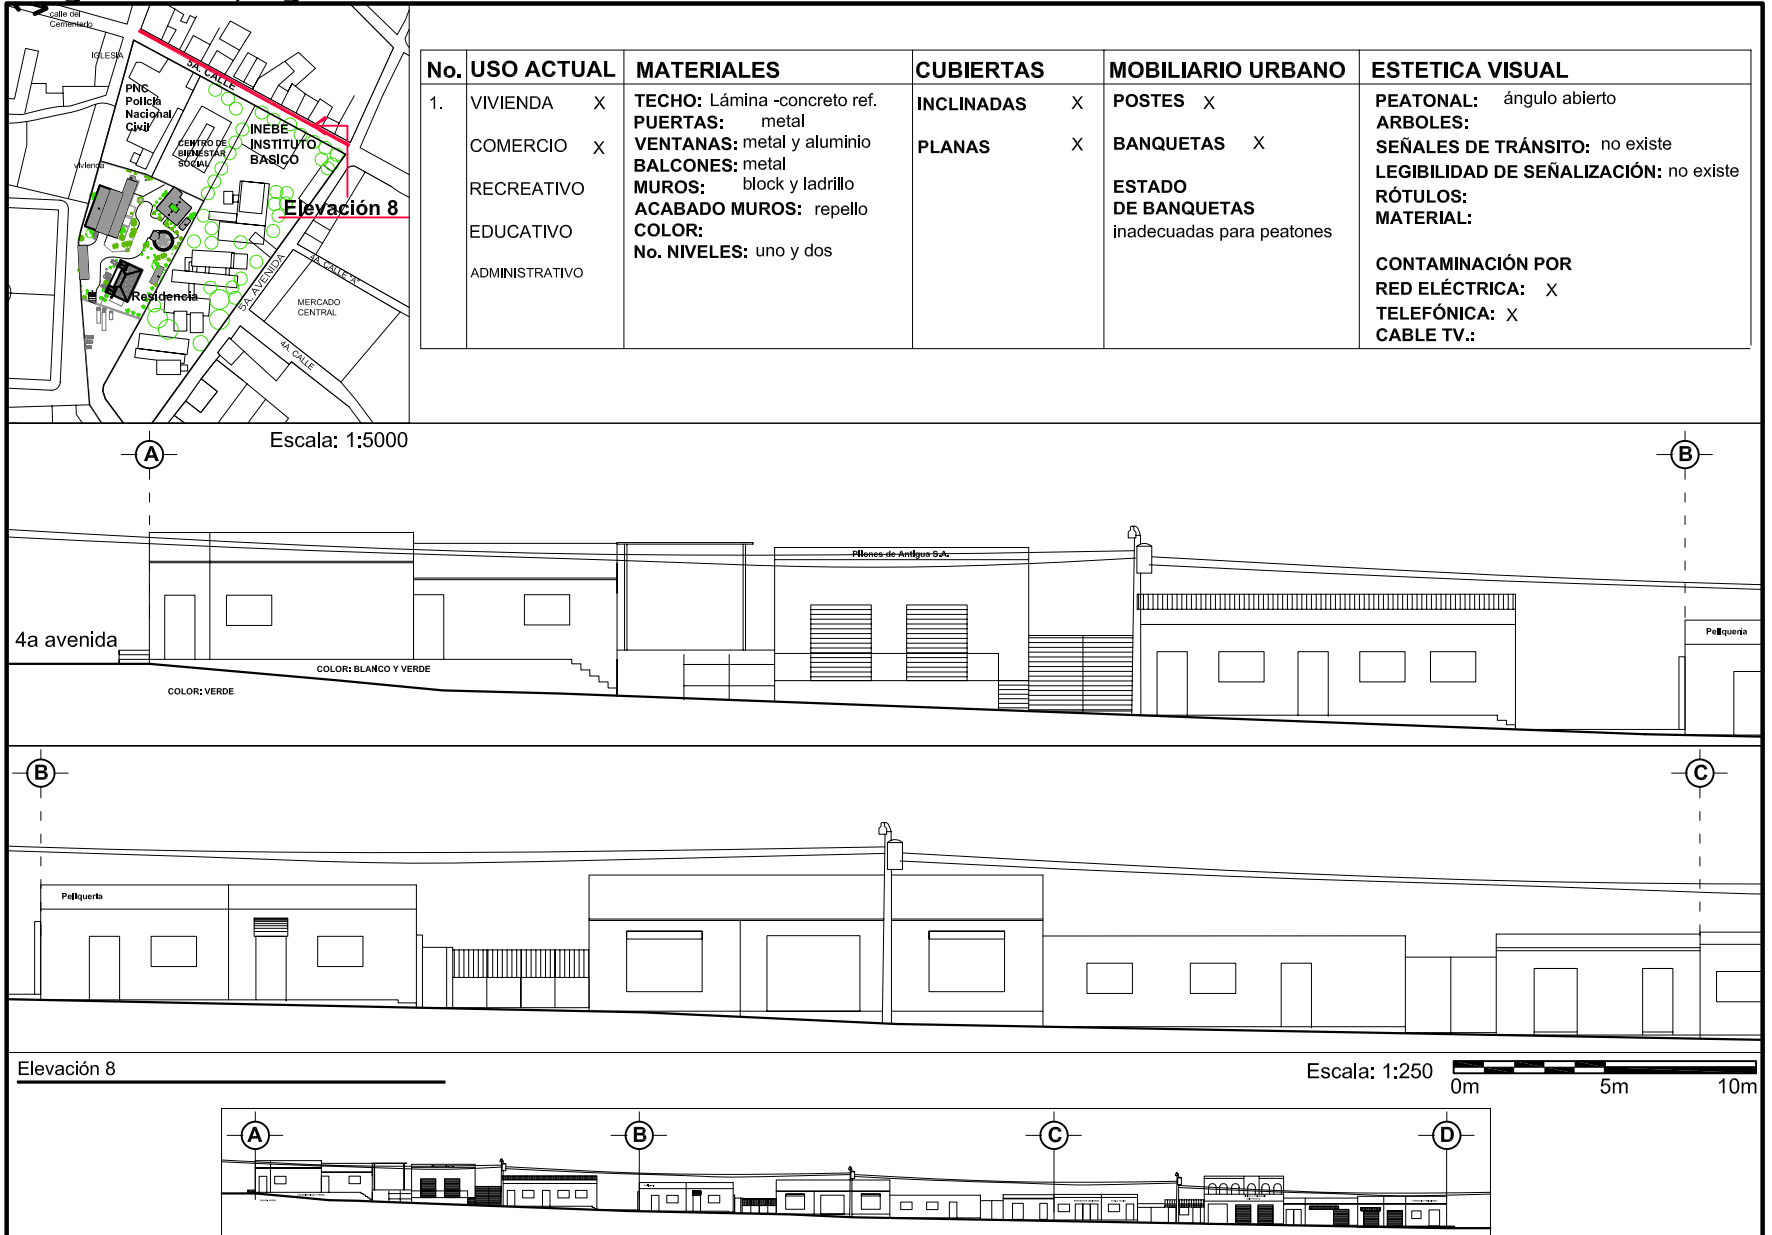 calle del
Cementerio
IGLESIA
5A. CALLE
PNC
Policía
Nacional
Civil
INEBE
INSTITUTO
BASICO
CENTRO DE
BIENESTAR
SOCIAL
vivienda
Elevación 8
4A. CALLE "A"
5A. AVENIDA
Residencia
MERCADO
CENTRAL
4A. CALLE
Escala: 1:5000
No. USO ACTUAL MATERIALES CUBIERTAS MOBILIARIO URBANO ESTETICA VISUAL
1. VIVIENDA X
COMERCIO X
RECREATIVO
EDUCATIVO
ADMINISTRATIVO
TECHO: Lámina -concreto ref.
PUERTAS: metal
VENTANAS: metal y aluminio
BALCONES: metal
MUROS: block y ladrillo
ACABADO MUROS: repello
COLOR:
No. NIVELES: uno y dos
INCLINADAS X
PLANAS X
POSTES X
BANQUETAS X
ESTADO
DE BANQUETAS
inadecuadas para peatones
PEATONAL: ángulo abierto
ARBOLES:
SEÑALES DE TRÁNSITO: no existe
LEGIBILIDAD DE SEÑALIZACIÓN: no existe
RÓTULOS:
MATERIAL:
CONTAMINACIÓN POR
RED ELÉCTRICA: X
TELEFÓNICA: X
CABLE TV.:
A B
Pilones de Antigua S.A.
4a avenida
Peliquería
COLOR: BLANCO Y VERDE
COLOR: VERDE
B C
Peliquería
Elevación 8
Escala: 1:250
0m 5m 10m
A B C D